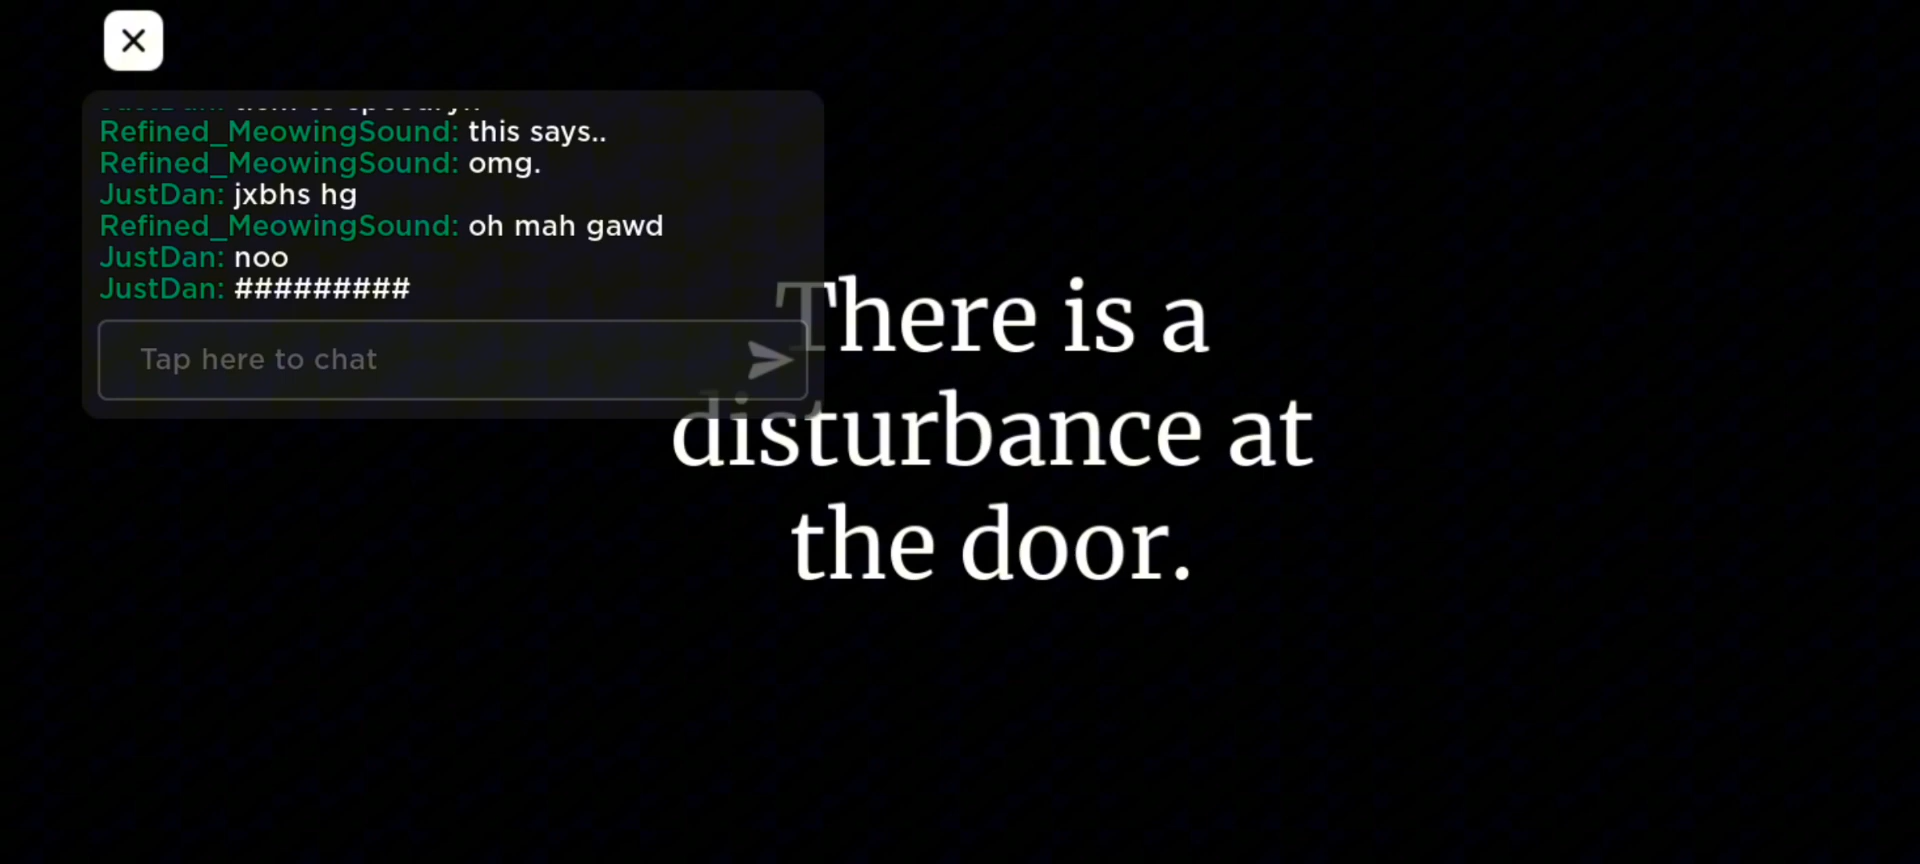 Refined_MeowingSound: this says..
Refined_MeowingSound: omg.
JustDan: jxbhs hg
Refined_MeowingSound: oh mah gawd
JustDan: noo
JustDan: #########
Tap here to chat
There is a
disturbance at
the door.